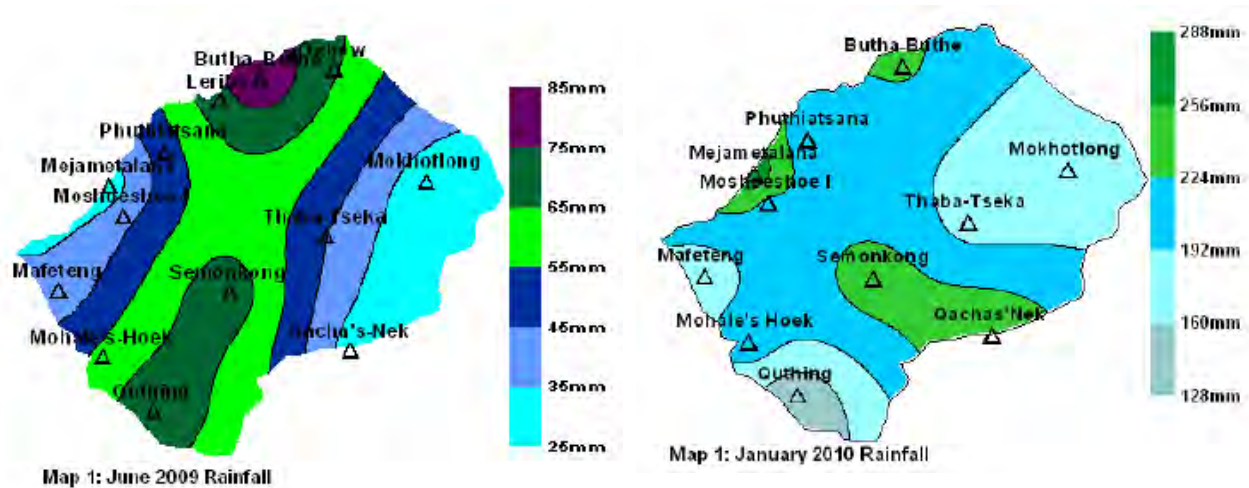 Butha-Buthe
Leribe
Phuthiatsana
Mejametalana
Moshoeshoe I
Mokhotlong
Thaba-Tseka
Semonkong
Mafeteng
Mohale's-Hoek
Qacha's-Nek
Quthing
85mm
75mm
65mm
55mm
45mm
35mm
25mm
Map 1: June 2009 Rainfall
Butha-Buthe
Phuthiatsana
Mejametalana
Moshoeshoe I
Mokhotlong
Thaba-Tseka
Mafeteng
Semonkong
Qachas'Nek
Mohale's Hoek
Quthing
288mm
256mm
224mm
192mm
160mm
128mm
Map 1: January 2010 Rainfall